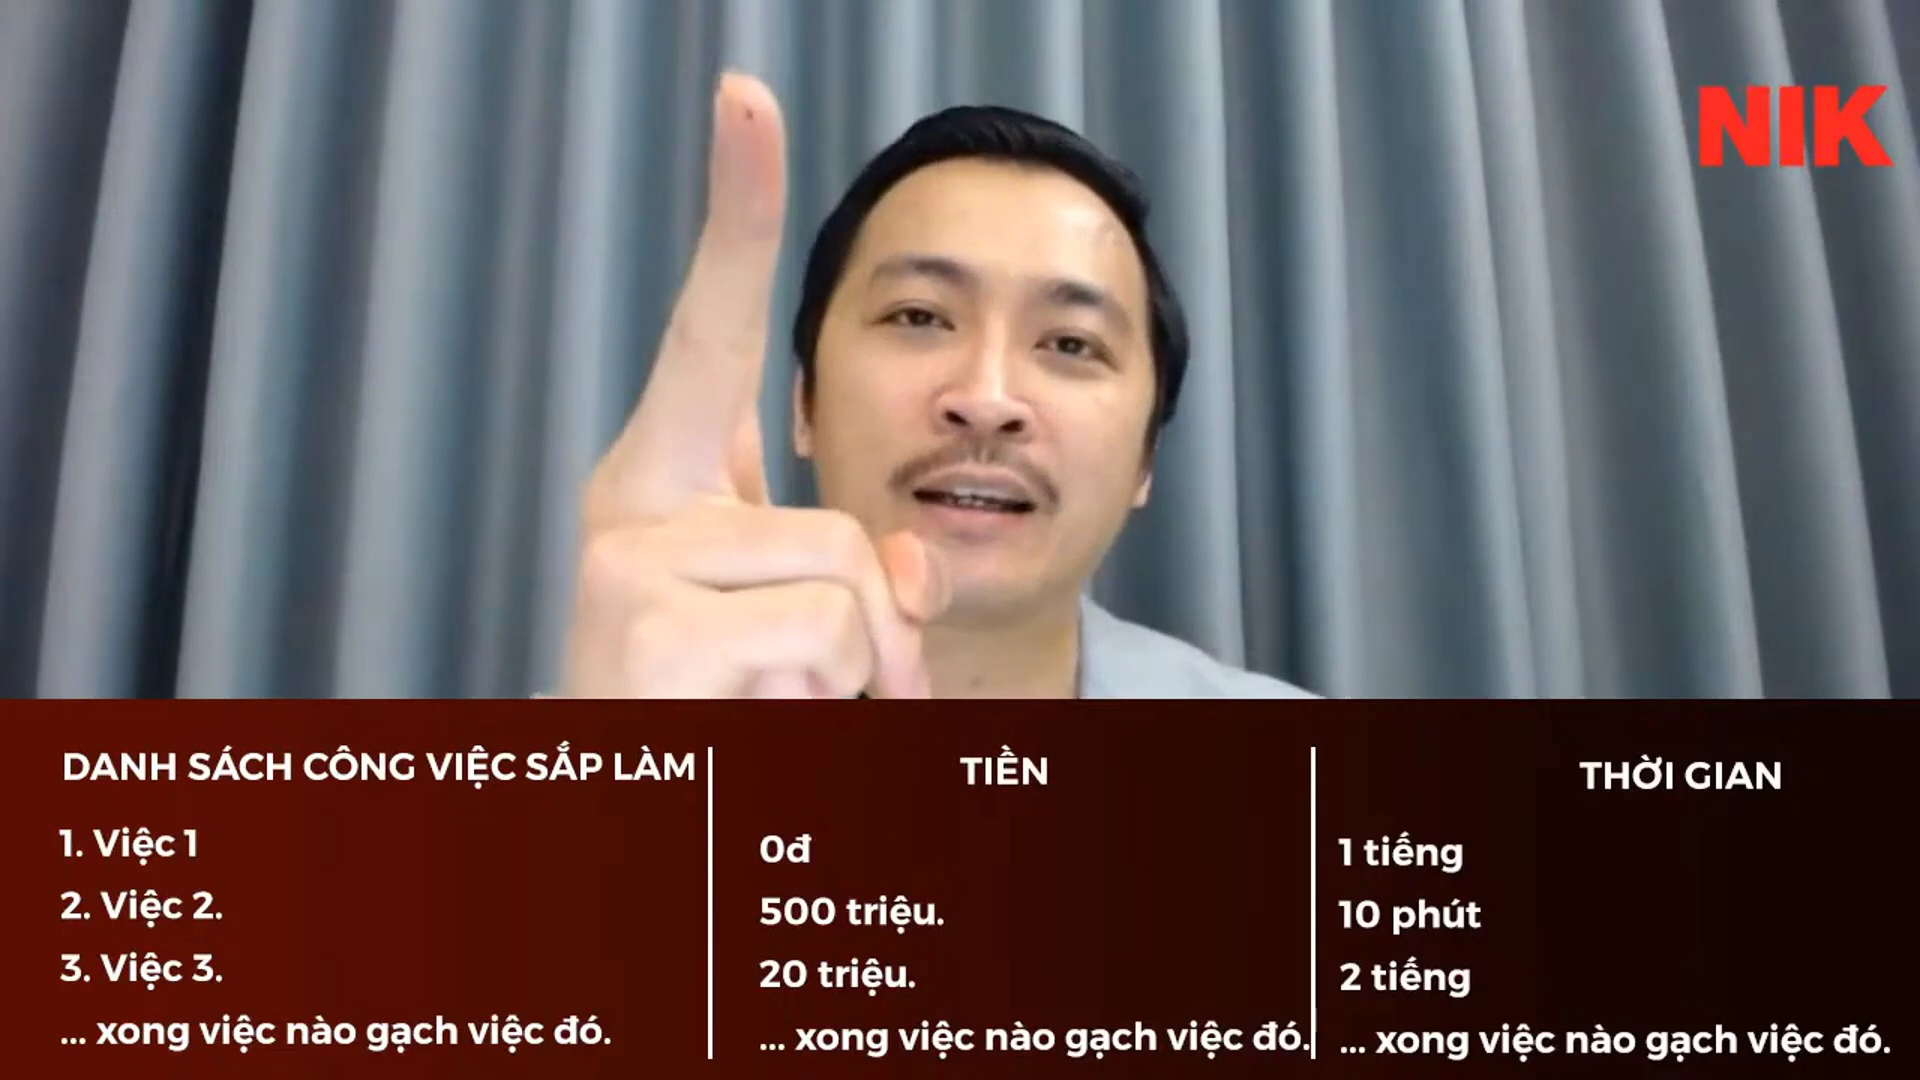 NIK
DANH SÁCH CÔNG VIỆC SẮP LÀM
1. Việc 1
2. Việc 2.
3. Việc 3.
... xong việc nào gạch việc đó.
TIỀN
0đ
500 triệu.
20 triệu.
... xong việc nào gạch việc đó.
THỜI GIAN
1 tiếng
10 phút
2 tiếng
... xong việc nào gạch việc đó.